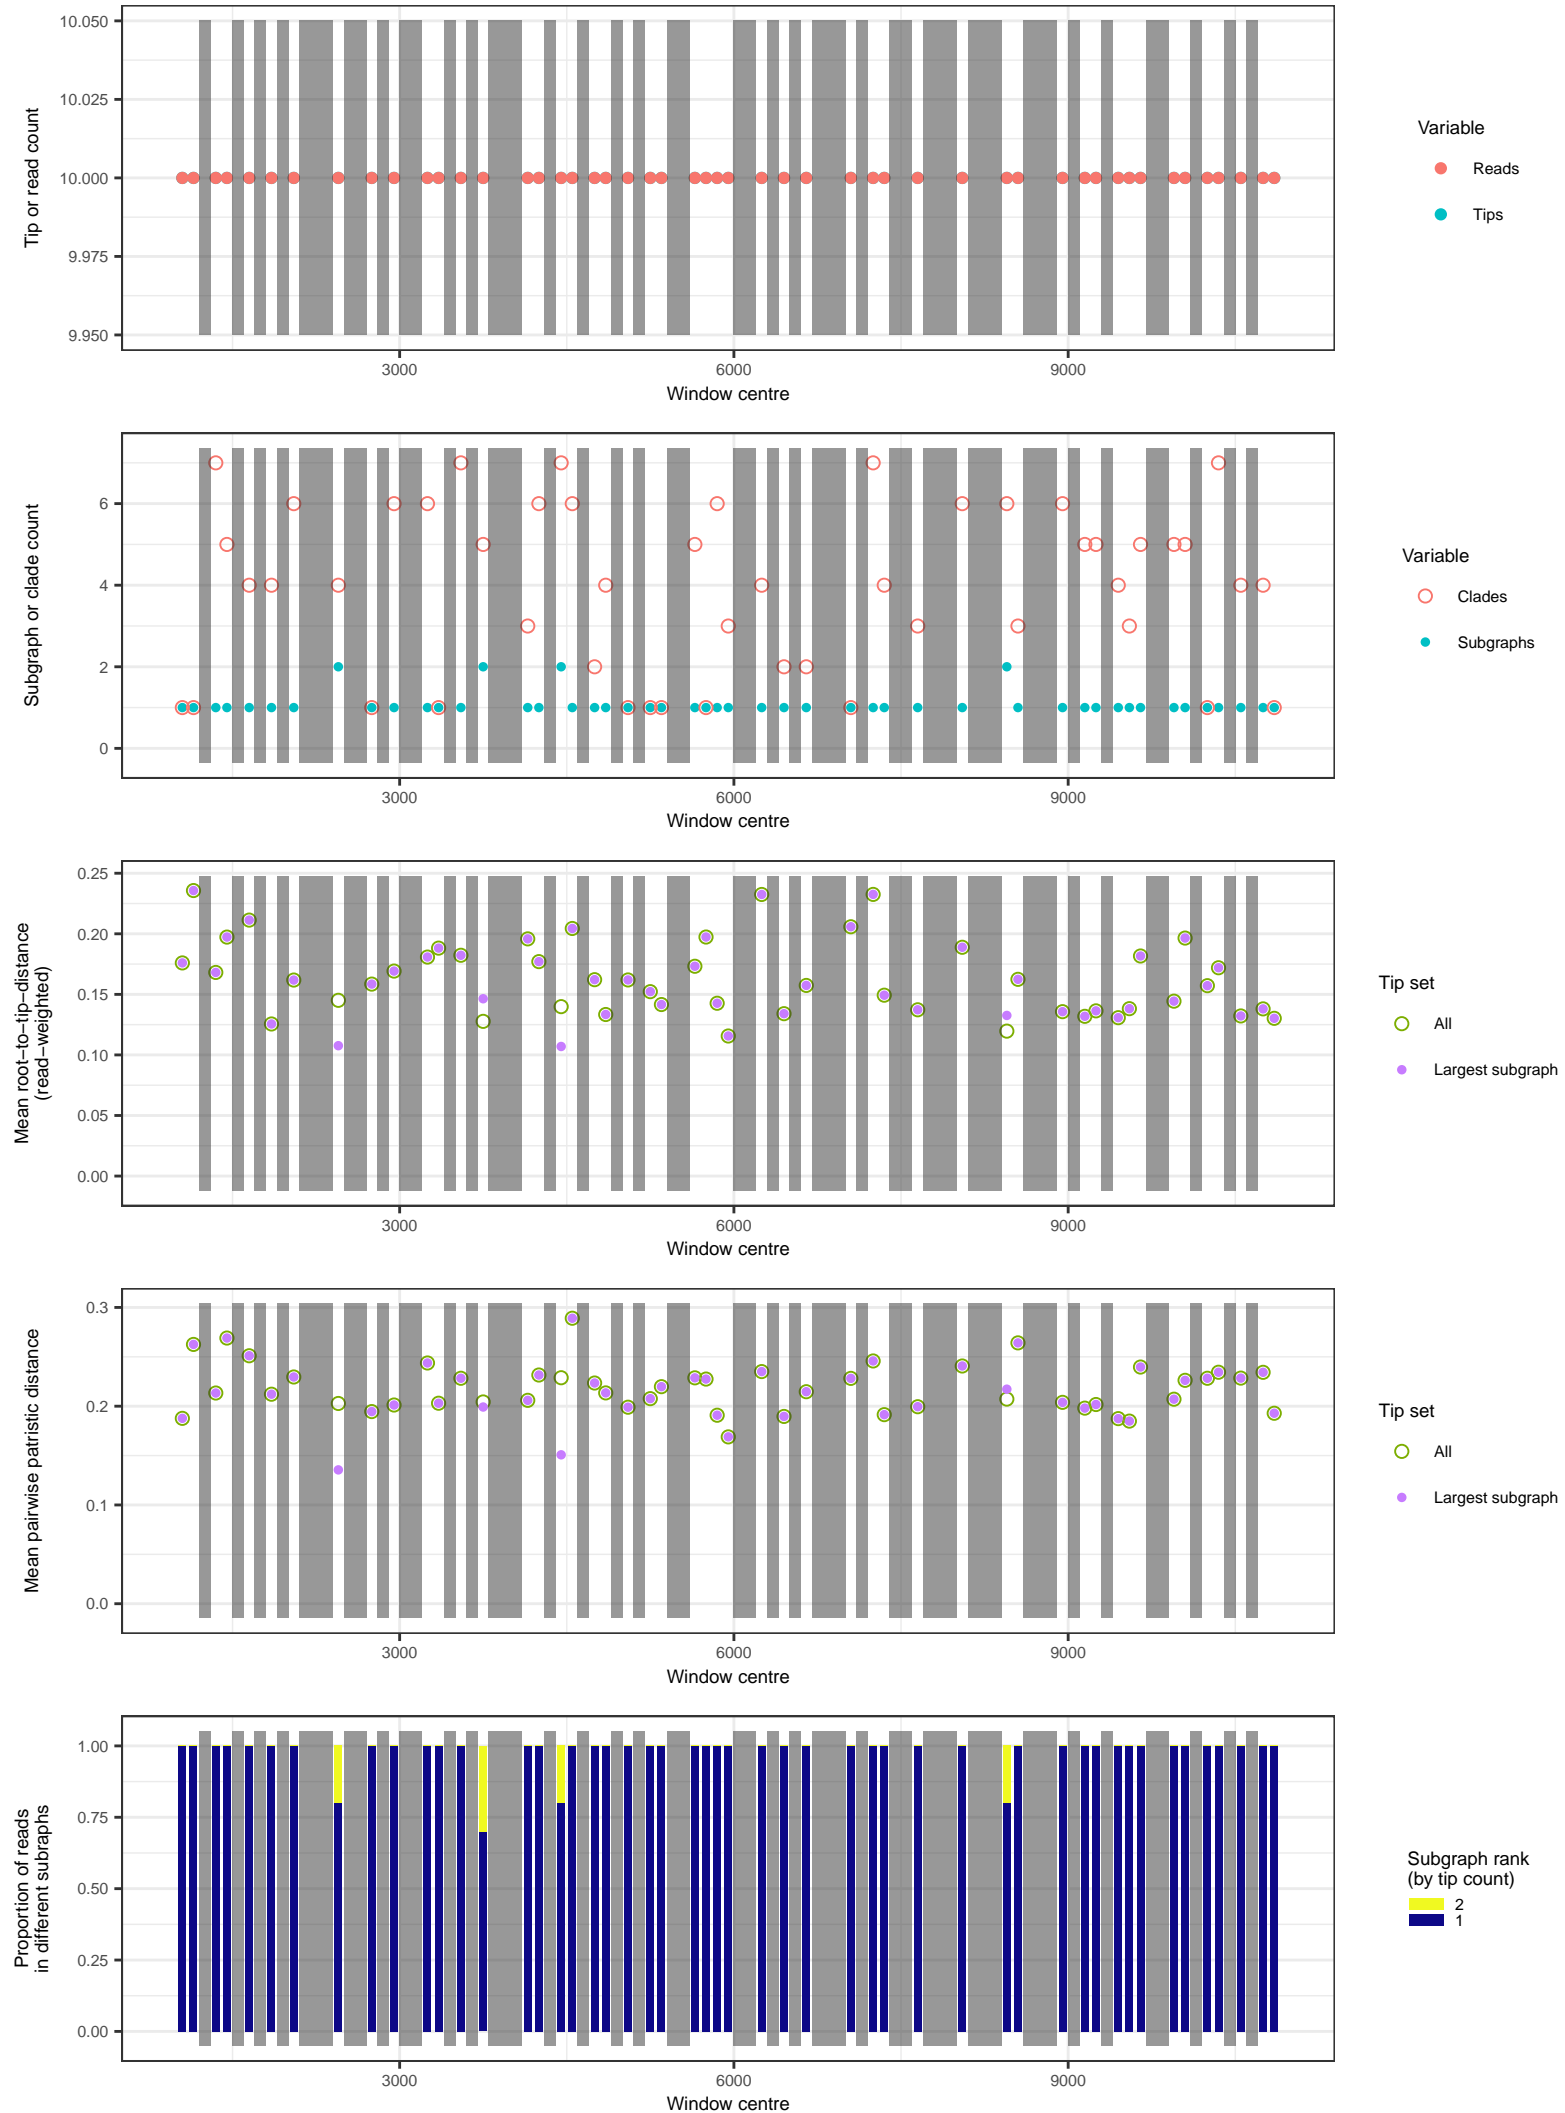 10.050
10.025
10.000
9.975
9.950
Tip or read count
3000
6000
9000
Window centre
Variable
Reads
Tips
6
4
2
0
Subgraph or clade count
3000
6000
9000
Window centre
Variable
Clades
Subgraphs
0.25
0.20
0.15
0.10
0.05
0.00
Mean root−to−tip−distance
(read−weighted)
3000
6000
9000
Window centre
Tip set
All
Largest subgraph
0.3
0.2
0.1
0.0
Mean pairwise patristic distance
3000
6000
9000
Window centre
Tip set
All
Largest subgraph
1.00
0.75
0.50
0.25
0.00
Proportion of reads
in different subraphs
3000
6000
9000
Window centre
Subgraph rank
(by tip count)
2
1